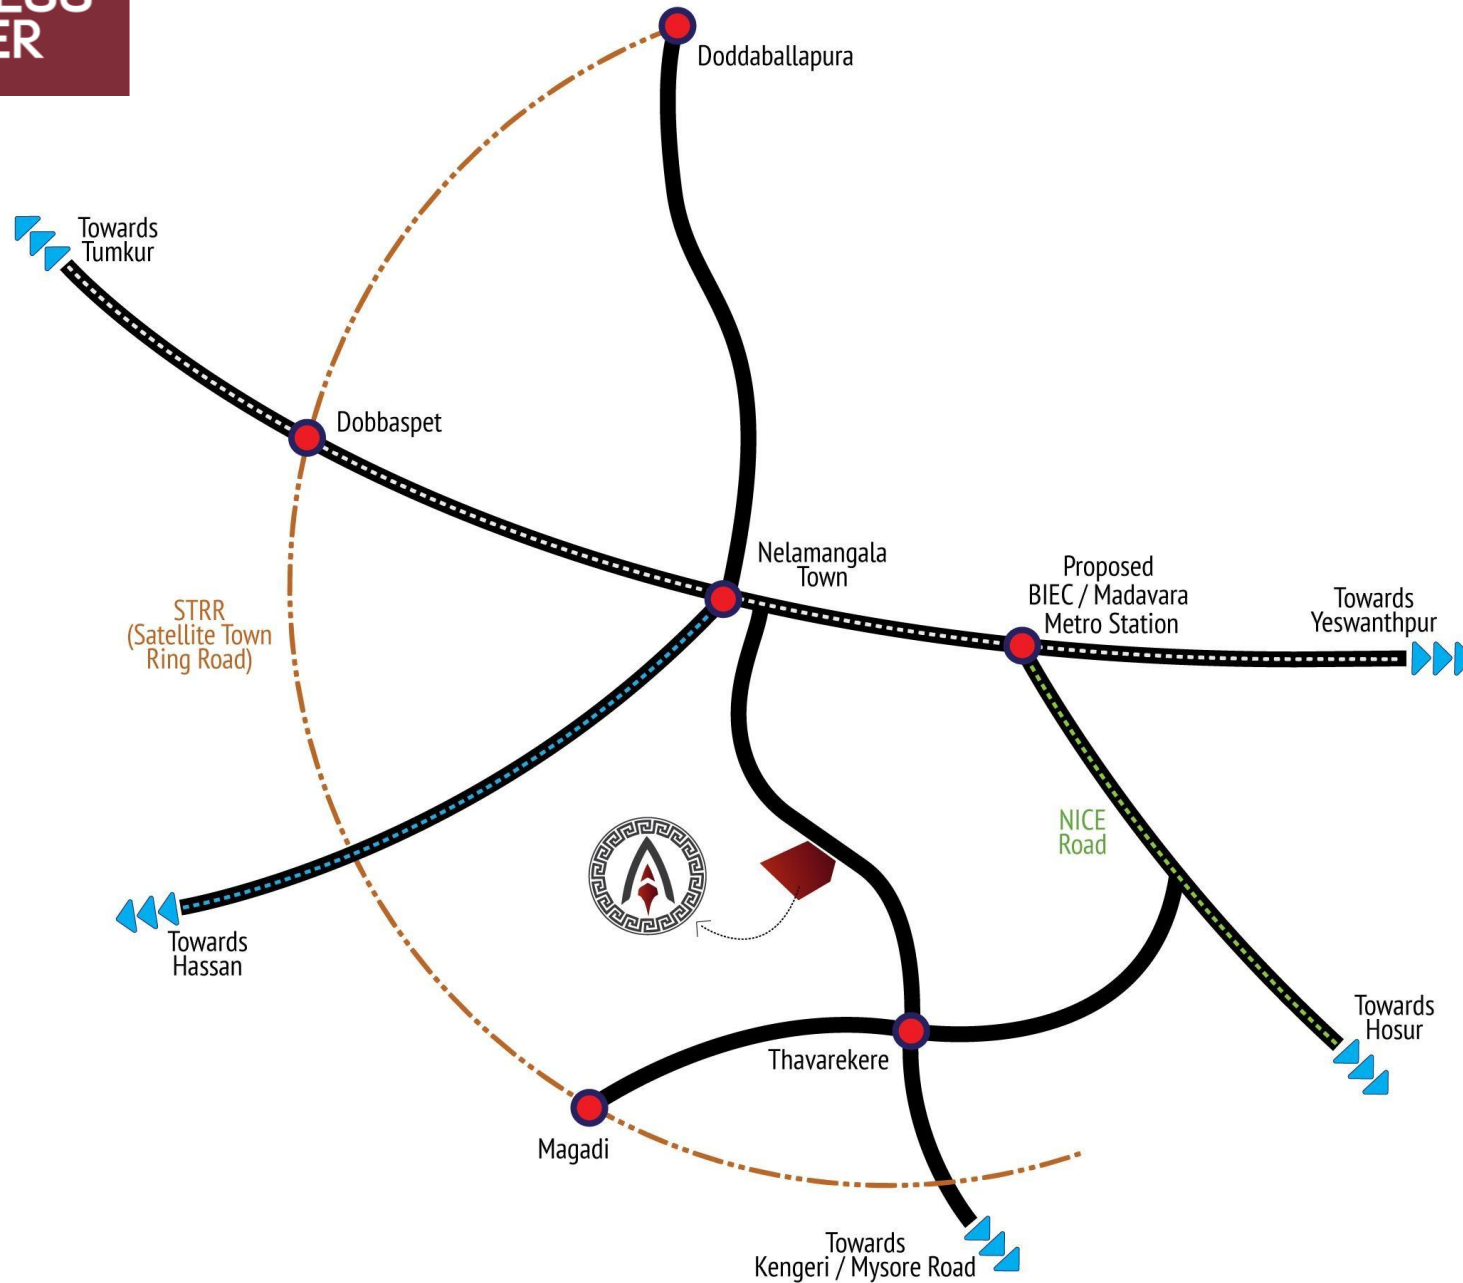 ER
Doddaballapura
Towards
Tumkur
Dobbaspet
Nelamangala
Town
Proposed
BIEC / Madavara
Metro Station
Towards
Yeswanthpur
STRR
(Satellite Town
Ring Road)
NICE
Road
Towards
Hassan
Towards
Hosur
Thavarekere
Magadi
Towards
Kengeri / Mysore Road